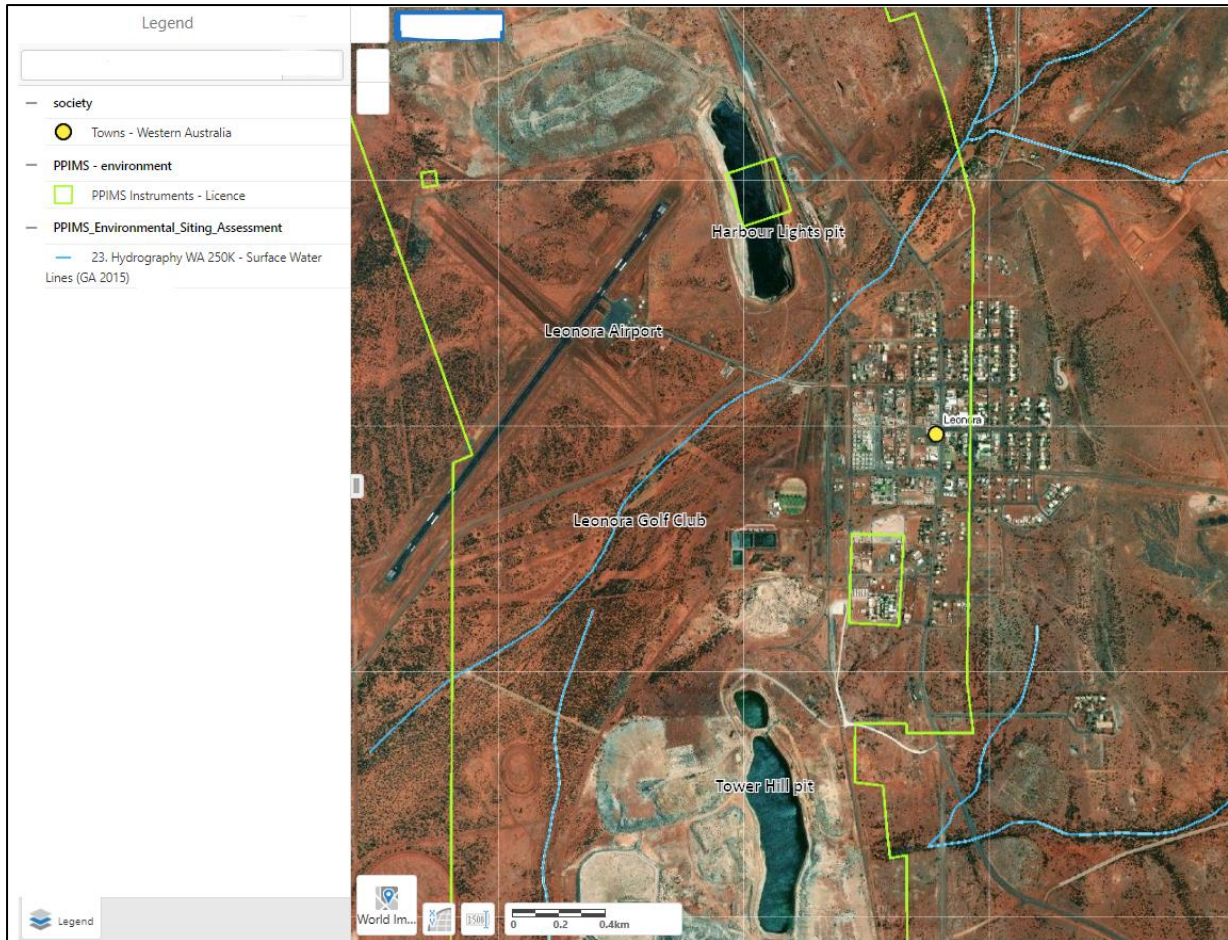 Legend
society
Towns - Western Australia
PPIMS - environment
PPIMS Instruments - Licence
PPIMS_Environmental_Siting_Assessment
23. Hydrography WA 250K - Surface Water
Lines (GA 2015)
Legend
Harbour Lights pit
Leonora Airport
Leonora
Leonora Golf Club
Tower Hill pit
World Im...
0 0.2 0.4km